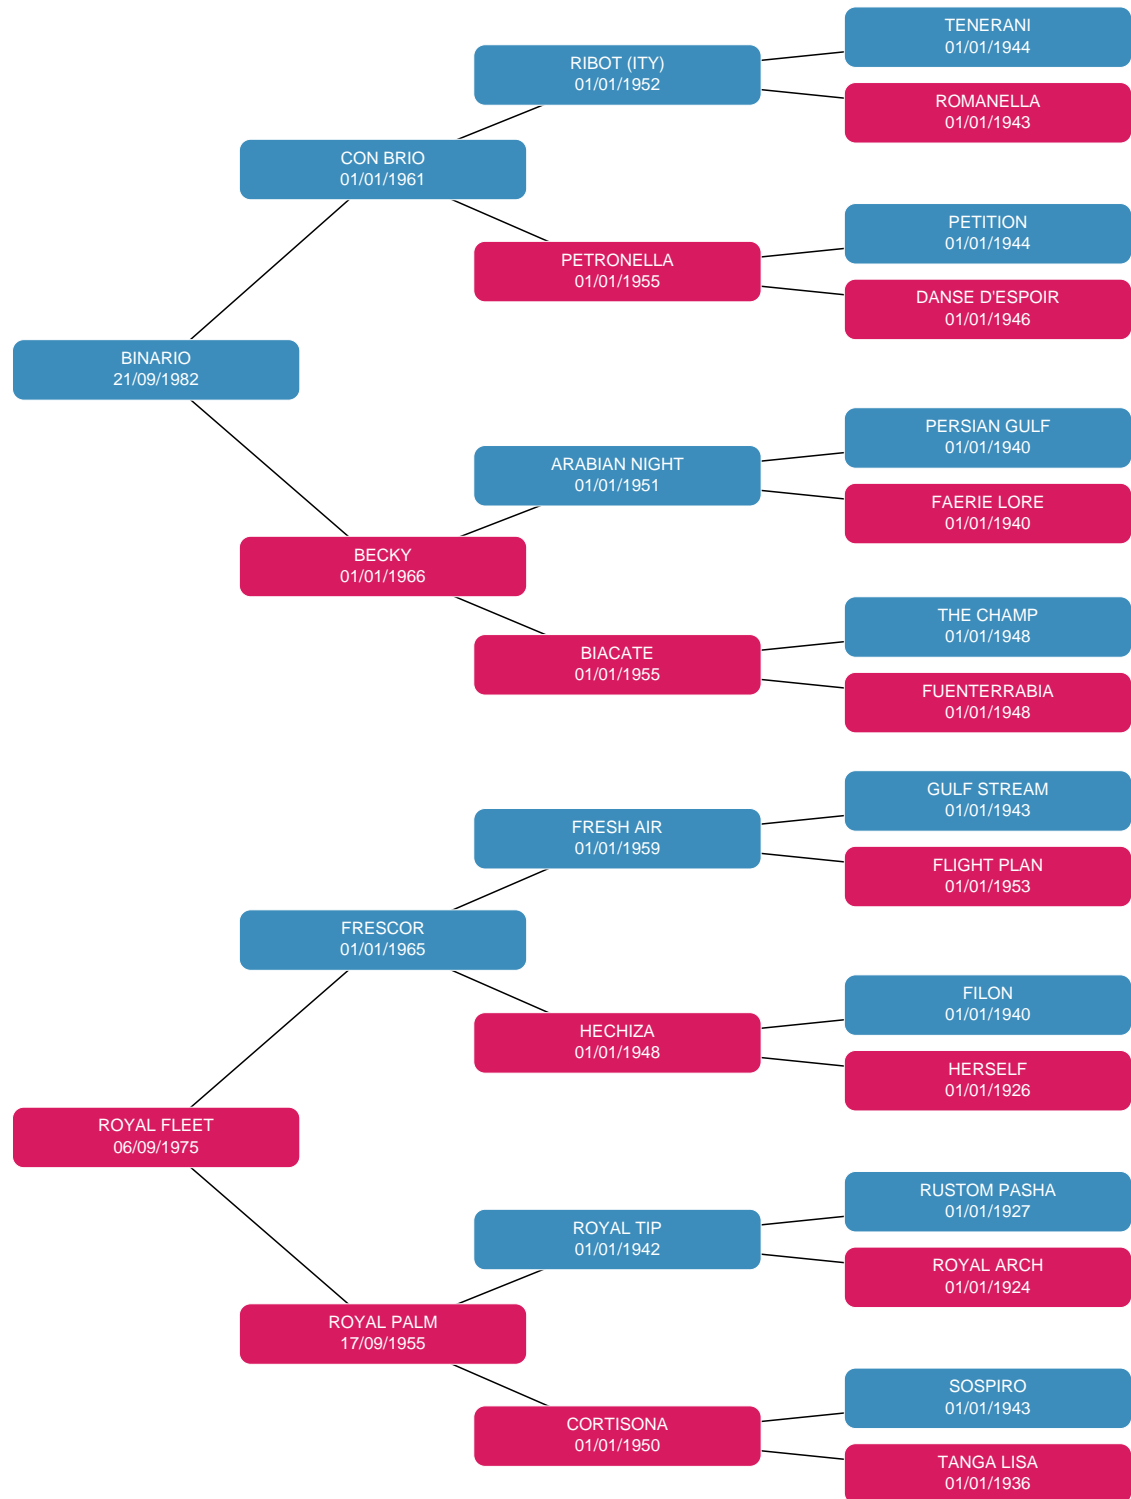 TENERANI
01/01/1944
RIBOT (ITY)
01/01/1952
ROMANELLA
01/01/1943
CON BRIO
01/01/1961
PETITION
01/01/1944
PETRONELLA
01/01/1955
DANSE D'ESPOIR
01/01/1946
BINARIO
21/09/1982
PERSIAN GULF
01/01/1940
ARABIAN NIGHT
01/01/1951
FAERIE LORE
01/01/1940
BECKY
01/01/1966
THE CHAMP
01/01/1948
BIACATE
01/01/1955
FUENTERRABIA
01/01/1948
GULF STREAM
01/01/1943
FRESH AIR
01/01/1959
FLIGHT PLAN
01/01/1953
FRESCOR
01/01/1965
FILON
01/01/1940
HECHIZA
01/01/1948
HERSELF
01/01/1926
ROYAL FLEET
06/09/1975
RUSTOM PASHA
01/01/1927
ROYAL TIP
01/01/1942
ROYAL ARCH
01/01/1924
ROYAL PALM
17/09/1955
SOSPIRO
01/01/1943
CORTISONA
01/01/1950
TANGA LISA
01/01/1936